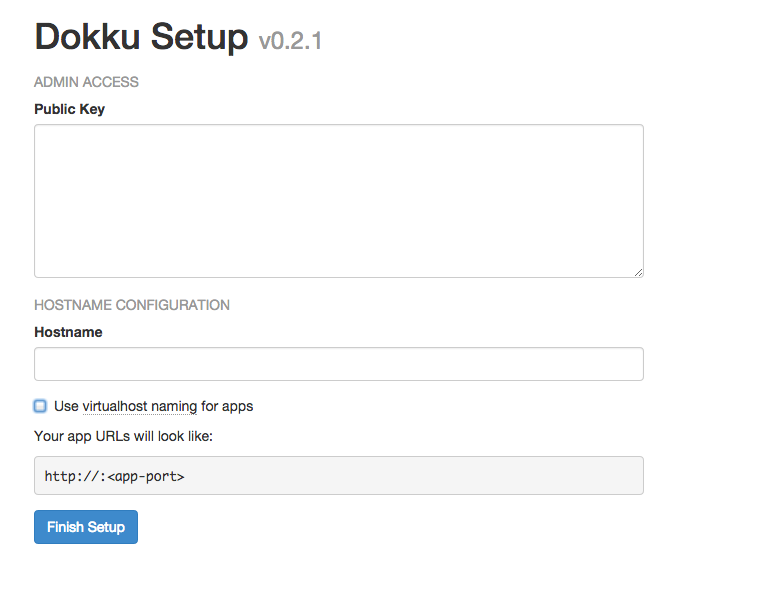 Dokku Setup v0.2.1
ADMIN ACCESS
Public Key
HOSTNAME CONFIGURATION
Hostname
Use virtualhost naming for apps
Your app URLs will look like:
http://:<app-port>
Finish Setup